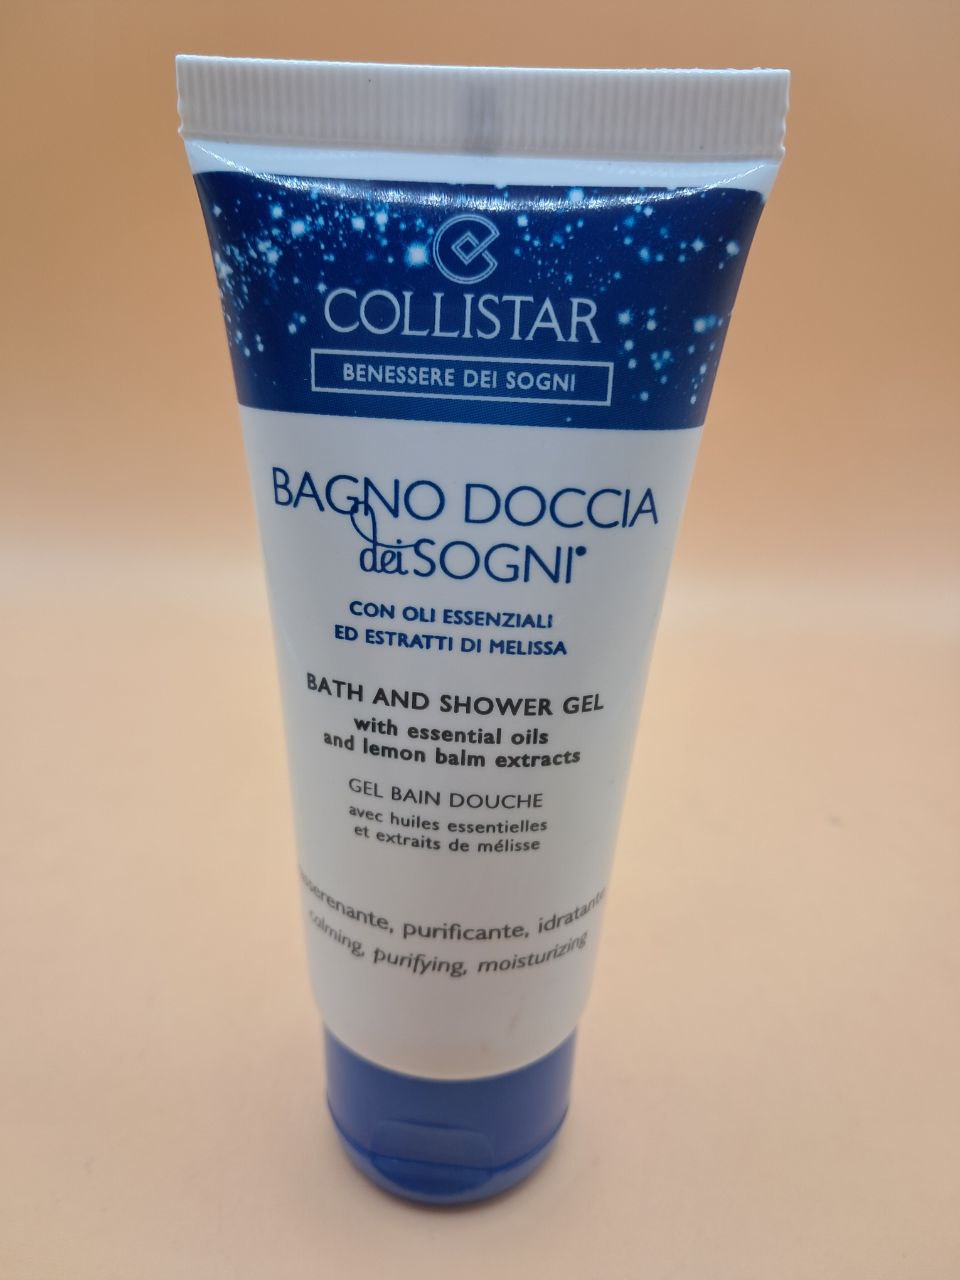 COLLISTAR
BENESSERE DEI SOGNI
BAGNO DOCCIA
dei SOGNI•
CON OLI ESSENZIALI
ED ESTRATTI DI MELISSA
BATH AND SHOWER GEL
with essential oils
and lemon balm extracts
GEL BAIN DOUCHE
avec huiles essentielles
et extraits de mélisse
purificante, idratante
calming, purifying, moisturizing